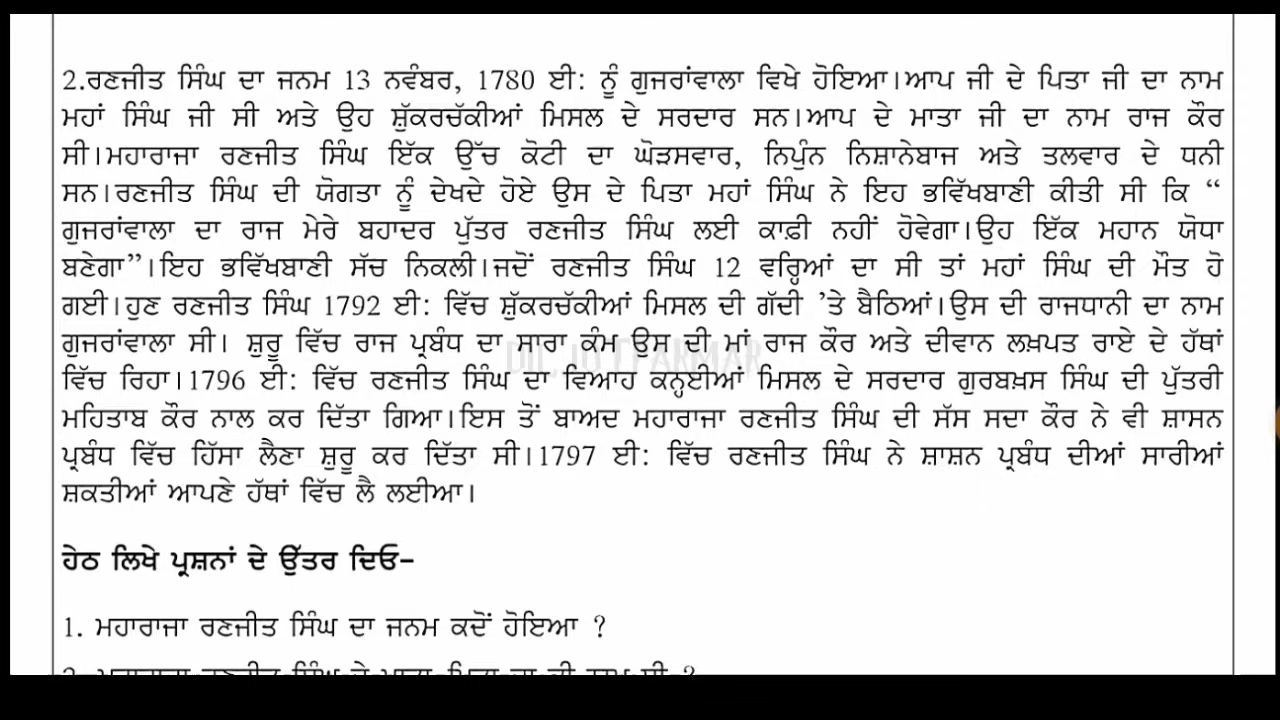 2.ਰਣਜੀਤ ਸਿੰਘ ਦਾ ਜਨਮ 13 ਨਵੰਬਰ, 1780 ਈ: ਨੂੰ ਗੁਜਰਾਂਵਾਲਾ ਵਿਖੇ ਹੋਇਆ।ਆਪ ਜੀ ਦੇ ਪਿਤਾ ਜੀ ਦਾ ਨਾਮ
ਮਹਾਂ ਸਿੰਘ ਜੀ ਸੀ ਅਤੇ ਉਹ ਸ਼ੁੱਕਰਚੱਕੀਆਂ ਮਿਸਲ ਦੇ ਸਰਦਾਰ ਸਨ।ਆਪ ਦੇ ਮਾਤਾ ਜੀ ਦਾ ਨਾਮ ਰਾਜ ਕੌਰ
ਸੀ।ਮਹਾਰਾਜਾ ਰਣਜੀਤ ਸਿੰਘ ਇੱਕ ਉੱਚ ਕੋਟੀ ਦਾ ਘੋੜਸਵਾਰ, ਨਿਪੁੰਨ ਨਿਸ਼ਾਨੇਬਾਜ ਅਤੇ ਤਲਵਾਰ ਦੇ ਧਨੀ
ਸਨ।ਰਣਜੀਤ ਸਿੰਘ ਦੀ ਯੋਗਤਾ ਨੂੰ ਦੇਖਦੇ ਹੋਏ ਉਸ ਦੇ ਪਿਤਾ ਮਹਾਂ ਸਿੰਘ ਨੇ ਇਹ ਭਵਿੱਖਬਾਣੀ ਕੀਤੀ ਸੀ ਕਿ “
ਗੁਜਰਾਂਵਾਲਾ ਦਾ ਰਾਜ ਮੇਰੇ ਬਹਾਦਰ ਪੁੱਤਰ ਰਣਜੀਤ ਸਿੰਘ ਲਈ ਕਾਫ਼ੀ ਨਹੀਂ ਹੋਵੇਗਾ।ਉਹ ਇੱਕ ਮਹਾਨ ਯੋਧਾ
ਬਣੇਗਾ”।ਇਹ ਭਵਿੱਖਬਾਣੀ ਸੱਚ ਨਿਕਲੀ।ਜਦੋਂ ਰਣਜੀਤ ਸਿੰਘ 12 ਵਰ੍ਹਿਆਂ ਦਾ ਸੀ ਤਾਂ ਮਹਾਂ ਸਿੰਘ ਦੀ ਮੌਤ ਹੋ
ਗਈ।ਹੁਣ ਰਣਜੀਤ ਸਿੰਘ 1792 ਈ: ਵਿੱਚ ਸ਼ੁੱਕਰਚੱਕੀਆਂ ਮਿਸਲ ਦੀ ਗੱਦੀ ’ਤੇ ਬੈਠਿਆਂ।ਉਸ ਦੀ ਰਾਜਧਾਨੀ ਦਾ ਨਾਮ
ਗੁਜਰਾਂਵਾਲਾ ਸੀ। ਸ਼ੁਰੂ ਵਿੱਚ ਰਾਜ ਪ੍ਰਬੰਧ ਦਾ ਸਾਰਾ ਕੰਮ ਉਸ ਦੀ ਮਾਂ ਰਾਜ ਕੌਰ ਅਤੇ ਦੀਵਾਨ ਲਖ਼ਪਤ ਰਾਏ ਦੇ ਹੱਥਾਂ
ਵਿੱਚ ਰਿਹਾ।1796 ਈ: ਵਿੱਚ ਰਣਜੀਤ ਸਿੰਘ ਦਾ ਵਿਆਹ ਕਨ੍ਹਈਆਂ ਮਿਸਲ ਦੇ ਸਰਦਾਰ ਗੁਰਬਖ਼ਸ ਸਿੰਘ ਦੀ ਪੁੱਤਰੀ
ਮਹਿਤਾਬ ਕੌਰ ਨਾਲ ਕਰ ਦਿੱਤਾ ਗਿਆ।ਇਸ ਤੋਂ ਬਾਅਦ ਮਹਾਰਾਜਾ ਰਣਜੀਤ ਸਿੰਘ ਦੀ ਸੱਸ ਸਦਾ ਕੌਰ ਨੇ ਵੀ ਸ਼ਾਸਨ
ਪ੍ਰਬੰਧ ਵਿੱਚ ਹਿੱਸਾ ਲੈਣਾ ਸ਼ੁਰੂ ਕਰ ਦਿੱਤਾ ਸੀ।1797 ਈ: ਵਿੱਚ ਰਣਜੀਤ ਸਿੰਘ ਨੇ ਸ਼ਾਸ਼ਨ ਪ੍ਰਬੰਧ ਦੀਆਂ ਸਾਰੀਆਂ
ਸ਼ਕਤੀਆਂ ਆਪਣੇ ਹੱਥਾਂ ਵਿੱਚ ਲੈ ਲਈਆ।
ਹੇਠ ਲਿਖੇ ਪ੍ਰਸ਼ਨਾਂ ਦੇ ਉੱਤਰ ਦਿਓ-
1. ਮਹਾਰਾਜਾ ਰਣਜੀਤ ਸਿੰਘ ਦਾ ਜਨਮ ਕਦੋਂ ਹੋਇਆ ?